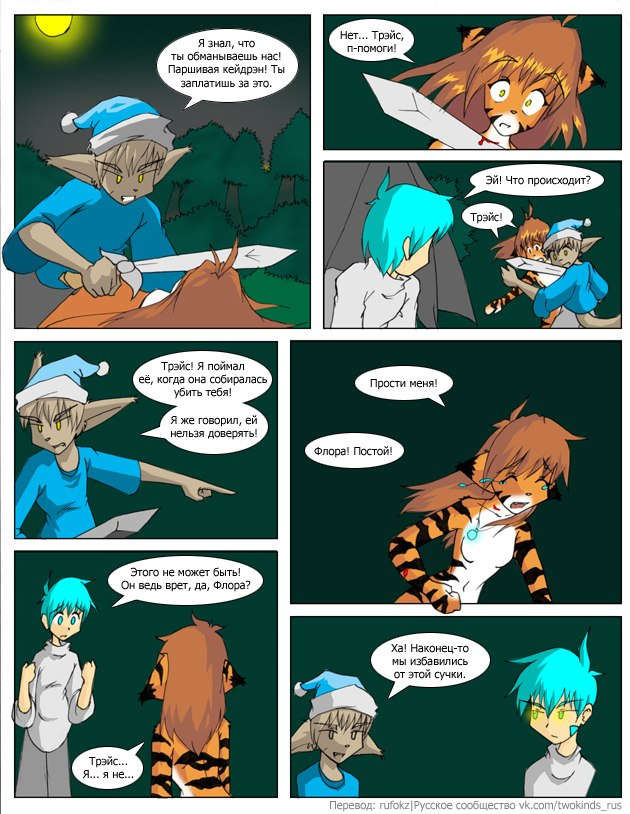 Я знал, что
ты обманываешь нас!
Паршивая кейдрэн! Ты
заплатишь за это.
Нет... Трэйс,
п-помоги!
Эй! Что происходит?
Трэйс!
Трэйс! Я поймал
её, когда она собиралась
убить тебя!
Я же говорил, ей
нельзя доверять!
Прости меня!
Флора! Постой!
Этого не может быть!
Он ведь врет, да, Флора?
Трэйс...
Я... я не...
Ха! Наконец-то
мы избавились
от этой сучки.
Перевод: rufokz|Русское сообщество vk.com/twokinds_rus